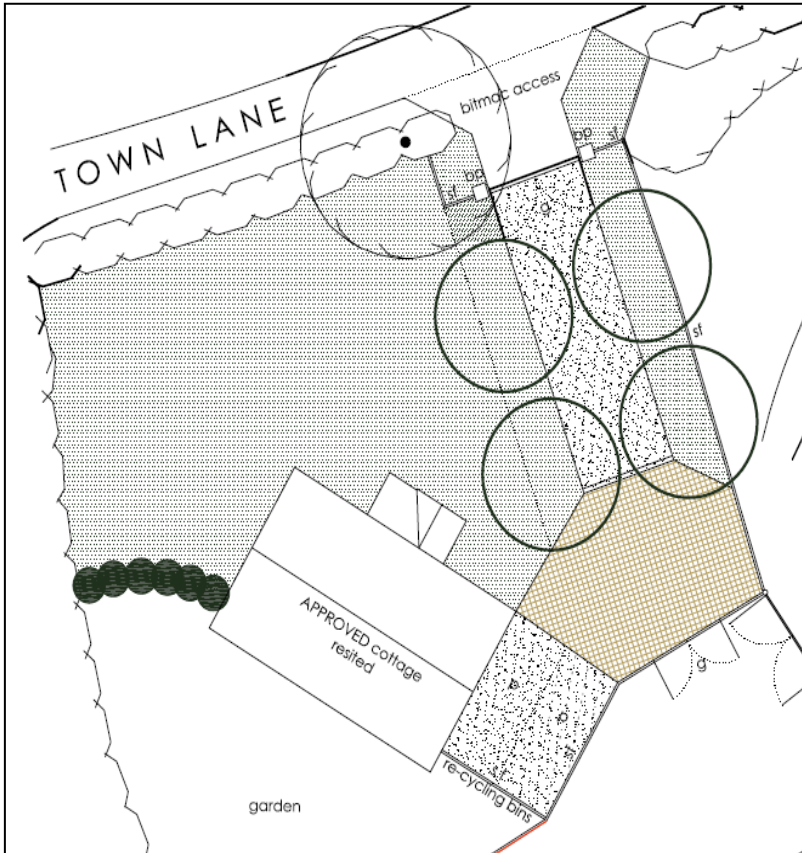 TOWN LANE
bitmac access
bp
sf
bp
sf
g
sf
APPROVED cottage
resited
g
p
p
re-cycling bins
garden